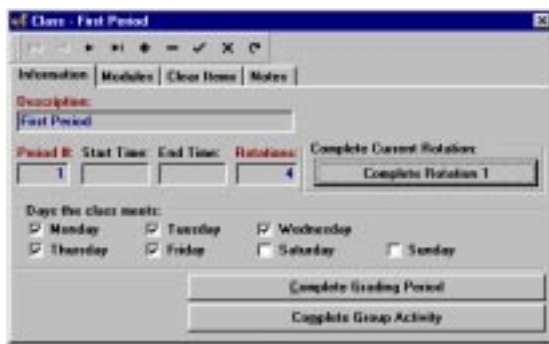 Class - First Period
Information Modules Clear Items Notes
Description:
First Period
Period #: Start Time: End Time: Rotations: Complete Current Rotation:
1 4 Complete Rotation 1
Days the class meets:
Monday Tuesday Wednesday
Thursday Friday Saturday Sunday
Complete Grading Period
Complete Group Activity